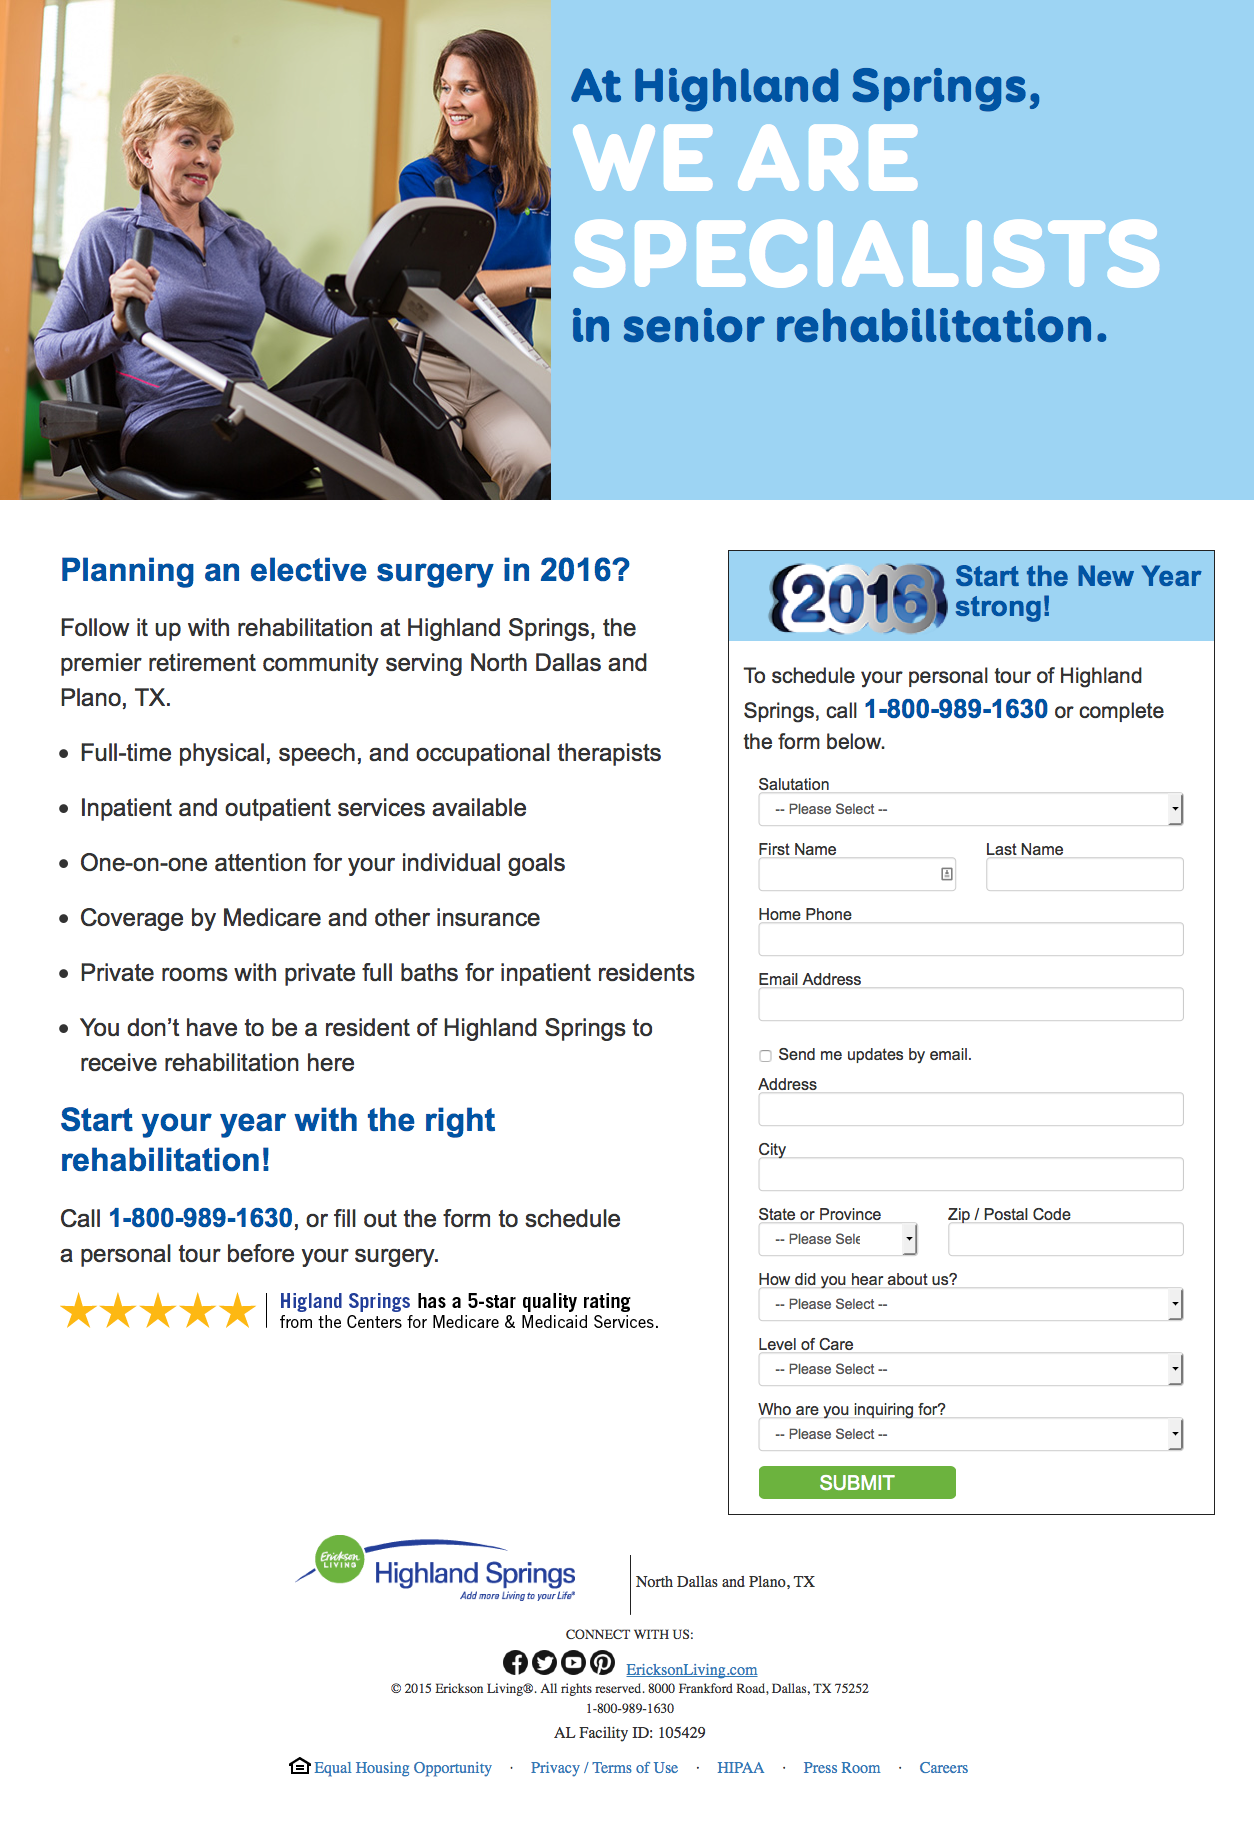 At Highland Springs,
WE ARE
SPECIALISTS
in senior rehabilitation.
Planning an elective surgery in 2016?
Follow it up with rehabilitation at Highland Springs, the
premier retirement community serving North Dallas and
Plano, TX.
• Full-time physical, speech, and occupational therapists
• Inpatient and outpatient services available
• One-on-one attention for your individual goals
• Coverage by Medicare and other insurance
• Private rooms with private full baths for inpatient residents
• You don’t have to be a resident of Highland Springs to
receive rehabilitation here
Start your year with the right
rehabilitation!
Call 1-800-989-1630, or fill out the form to schedule
a personal tour before your surgery.
Higland Springs has a 5-star quality rating
from the Centers for Medicare & Medicaid Services.
2016
Start the New Year
strong!
To schedule your personal tour of Highland
Springs, call 1-800-989-1630 or complete
the form below.
Salutation
-- Please Select --
First Name Last Name
Home Phone
Email Address
Send me updates by email.
Address
City
State or Province Zip / Postal Code
-- Please Sele
How did you hear about us?
-- Please Select --
Level of Care
-- Please Select --
Who are you inquiring for?
-- Please Select --
SUBMIT
Erickson
LIVING
Highland Springs
Add more Living to your Life®
North Dallas and Plano, TX
CONNECT WITH US:
EricksonLiving.com
© 2015 Erickson Living®. All rights reserved. 8000 Frankford Road, Dallas, TX 75252
1-800-989-1630
AL Facility ID: 105429
Equal Housing Opportunity · Privacy / Terms of Use · HIPAA · Press Room · Careers